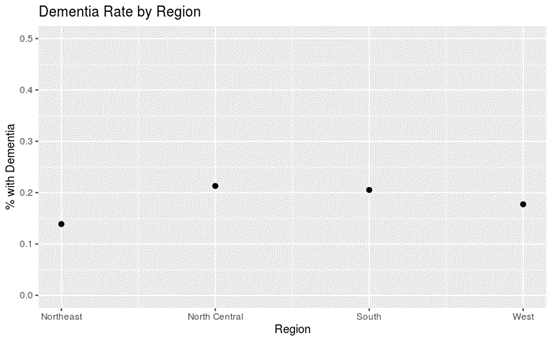 Dementia Rate by Region
% with Dementia
0.5
0.4
0.3
0.2
0.1
0.0
Northeast North Central South West
Region